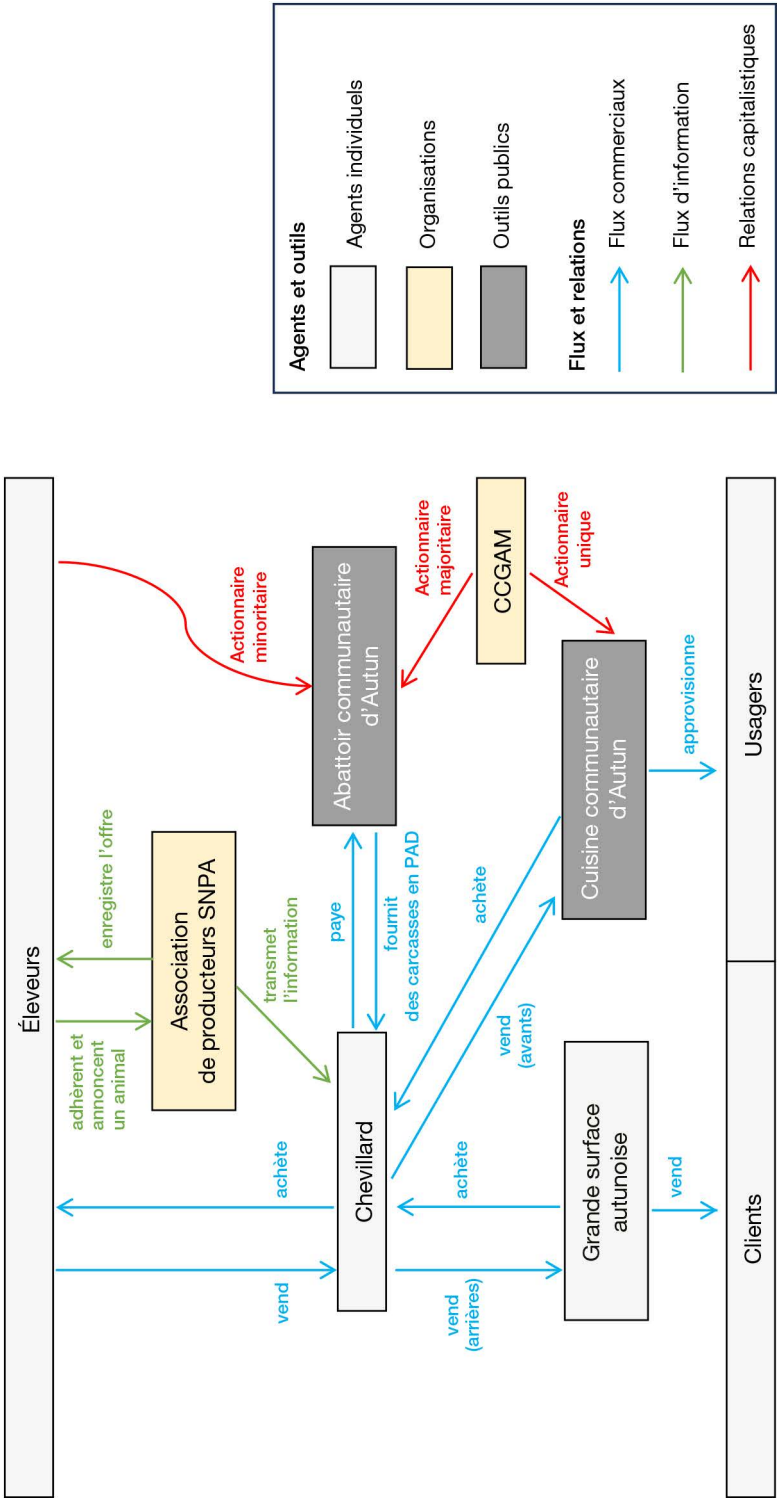 Éleveurs
vend
achète
adhèrent et
annoncent
un animal
enregistre l'offre
Association
de producteurs SNPA
transmet
l'information
Actionnaire
minoritaire
Chevillard
paye
fournit
des carcasses en PAD
Abattoir communautaire
d'Autun
Actionnaire
majoritaire
CCGAM
Actionnaire
unique
vend
(arrières)
achète
vend
(avants)
achète
Grande surface
autunoise
Cuisine communautaire
d'Autun
vend
approvisionne
Clients
Usagers
Agents et outils
Agents individuels
Organisations
Outils publics
Flux et relations
Flux commerciaux
Flux d'information
Relations capitalistiques